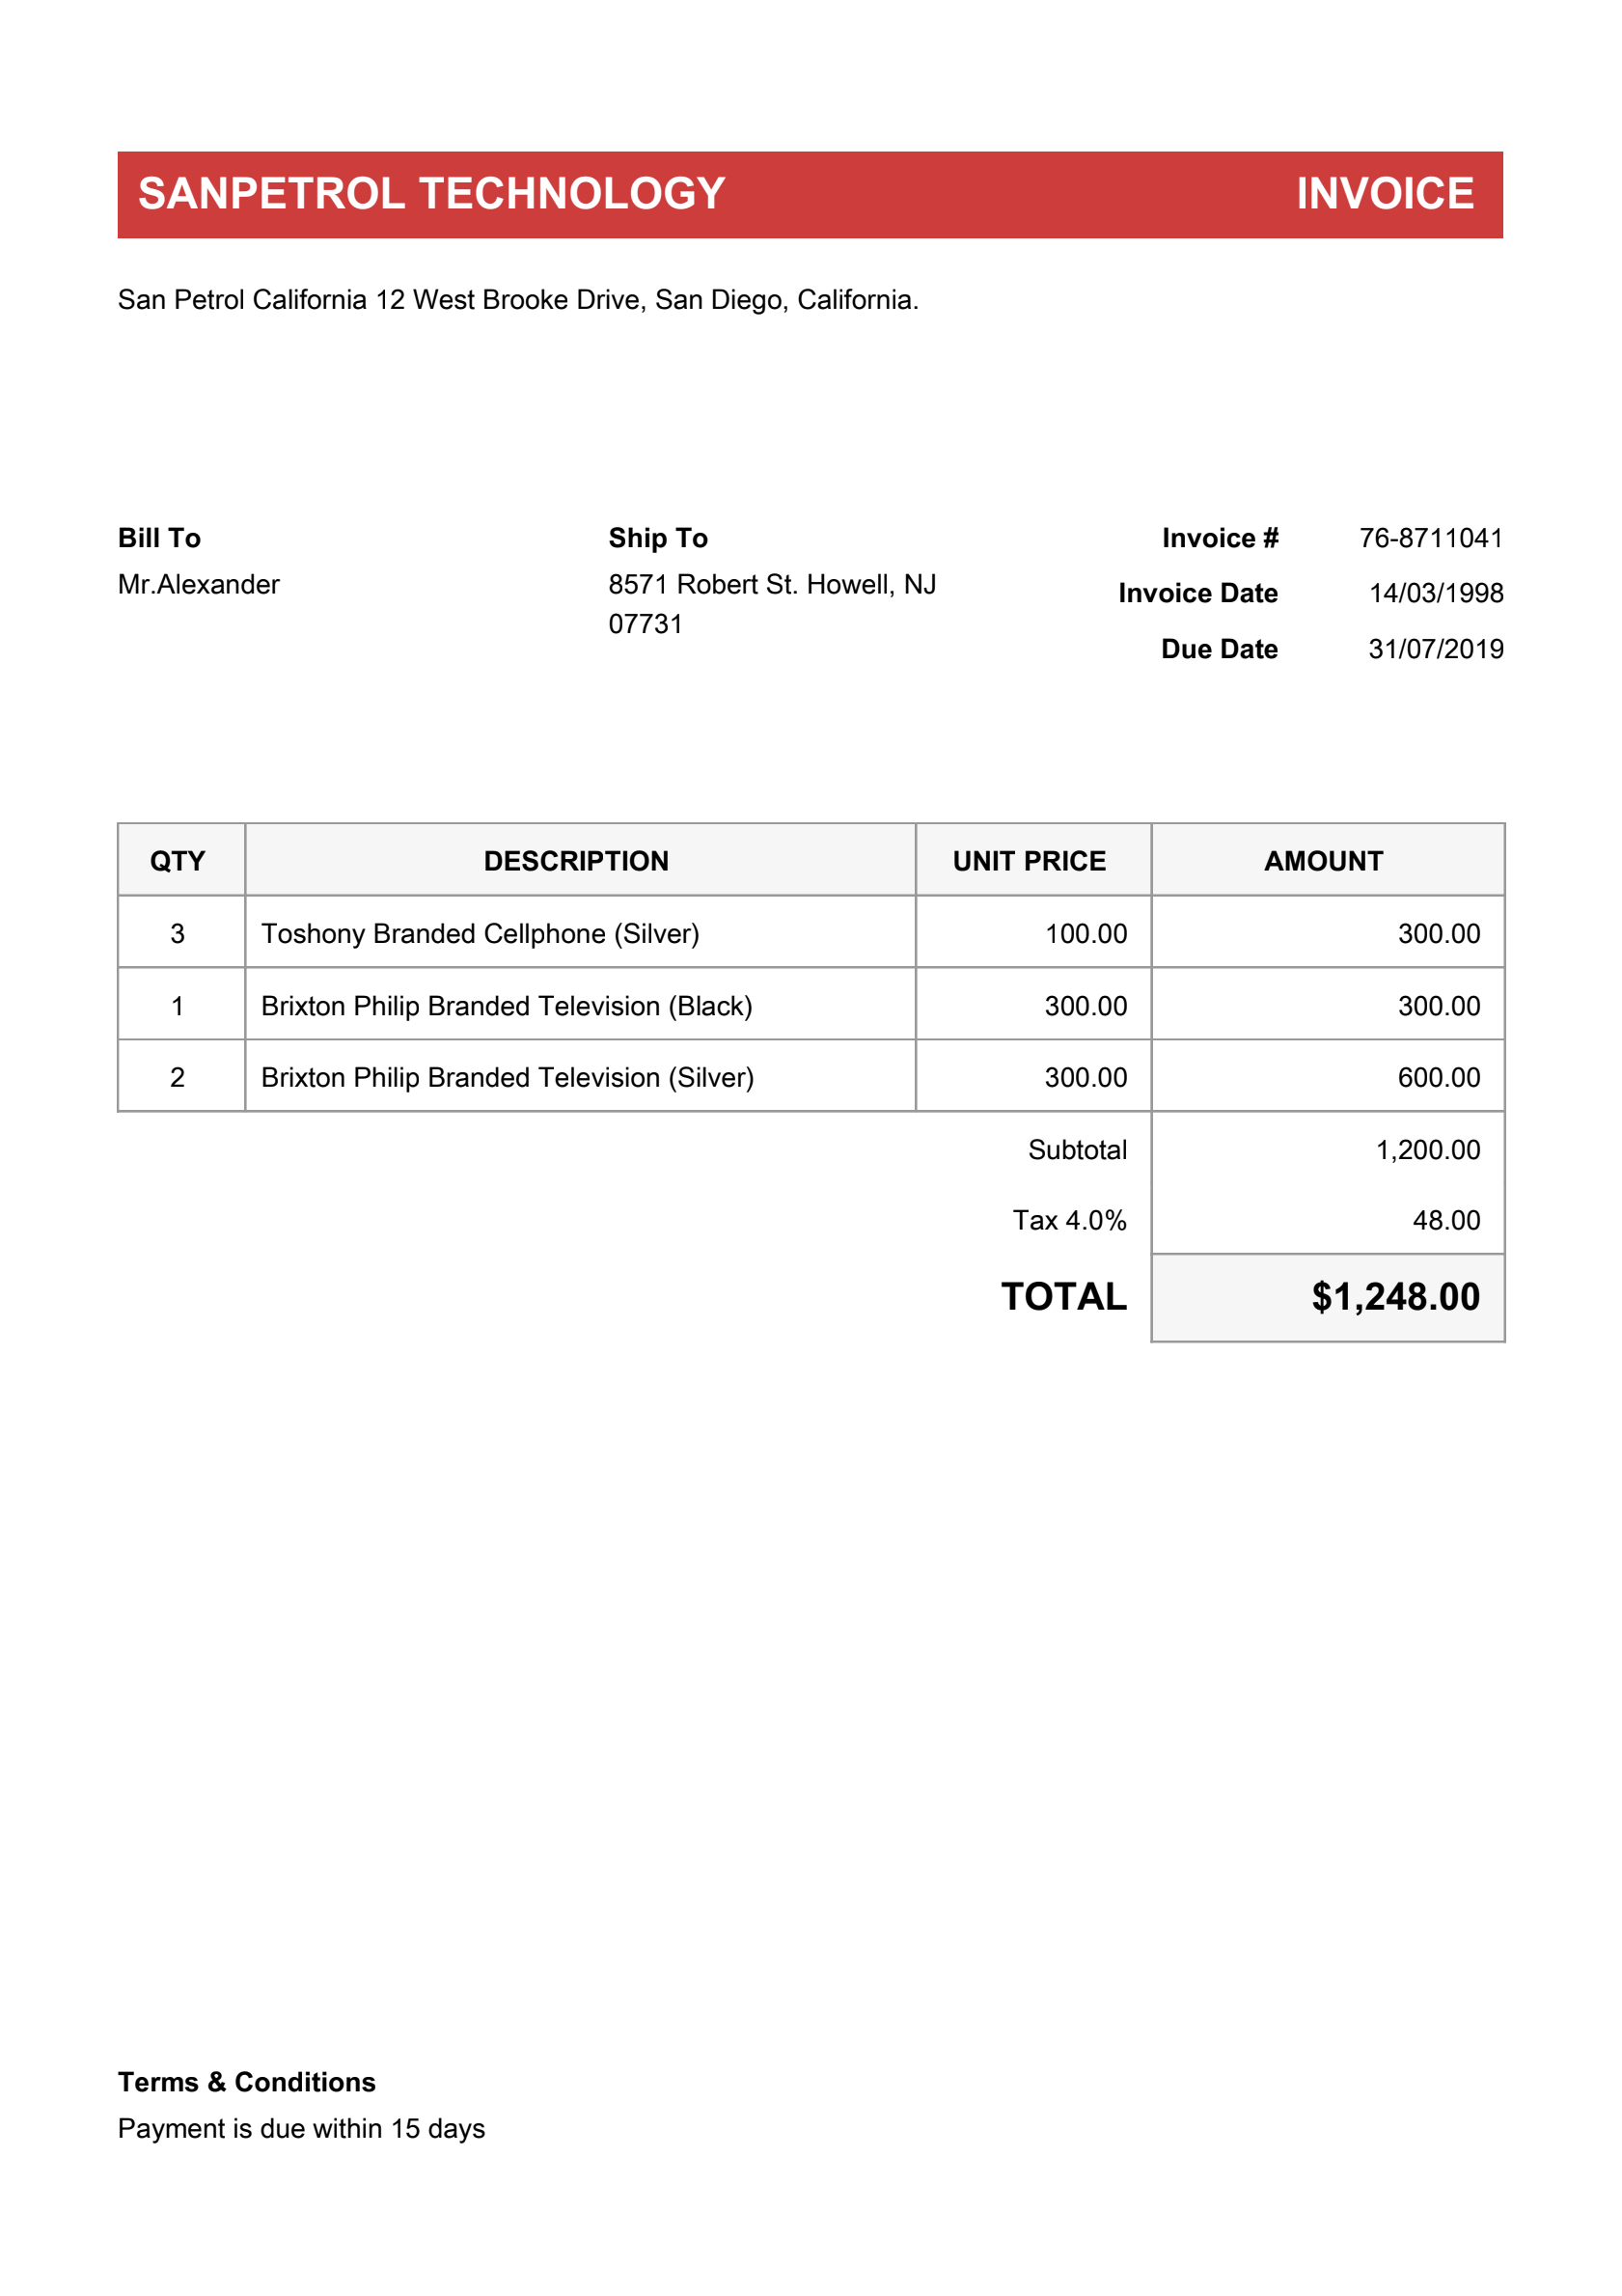 SANPETROL TECHNOLOGY INVOICE
San Petrol California 12 West Brooke Drive, San Diego, California.
Bill To Ship To Invoice # 76-8711041
Mr.Alexander 8571 Robert St. Howell, NJ Invoice Date 14/03/1998
07731
Due Date 31/07/2019
QTY DESCRIPTION UNIT PRICE AMOUNT
3 Toshony Branded Cellphone (Silver) 100.00 300.00
1 Brixton Philip Branded Television (Black) 300.00 300.00
2 Brixton Philip Branded Television (Silver) 300.00 600.00
Subtotal 1,200.00
Tax 4.0% 48.00
TOTAL $1,248.00
Terms & Conditions
Payment is due within 15 days